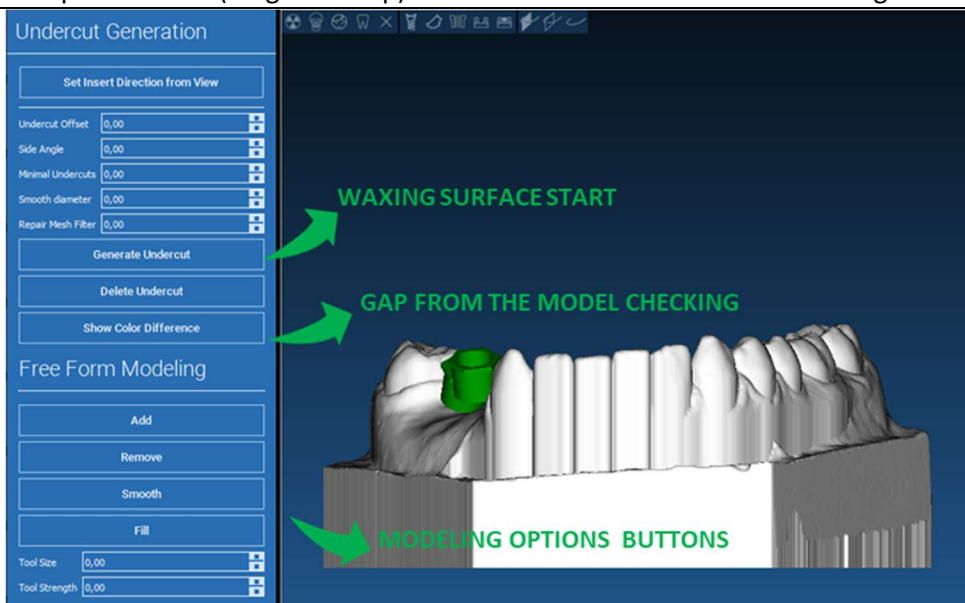 Undercut Generation
Set Insert Direction from View
Undercut Offset 0,00
Side Angle 0,00
Minimal Undercuts 0,00
Smooth diameter 0,00
Repair Mesh Filter 0,00
Generate Undercut
Delete Undercut
Show Color Difference
Free Form Modeling
Add
Remove
Smooth
Fill
Tool Size 0,00
Tool Strength 0,00
WAXING SURFACE START
GAP FROM THE MODEL CHECKING
MODELING OPTIONS BUTTONS